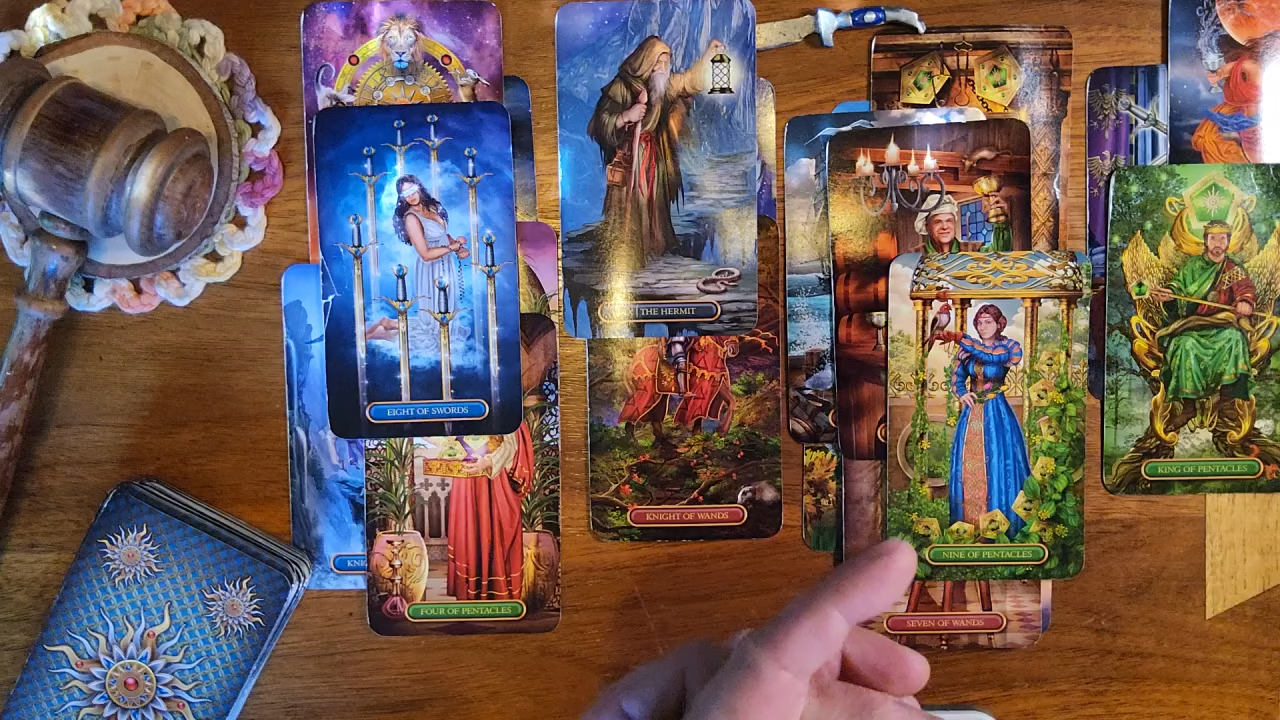 THE HERMIT
EIGHT OF SWORDS
KING OF PENTACLES
KNIGHT OF WANDS
NINE OF PENTACLES
KNIG
FOUR OF PENTACLES
SEVEN OF WANDS